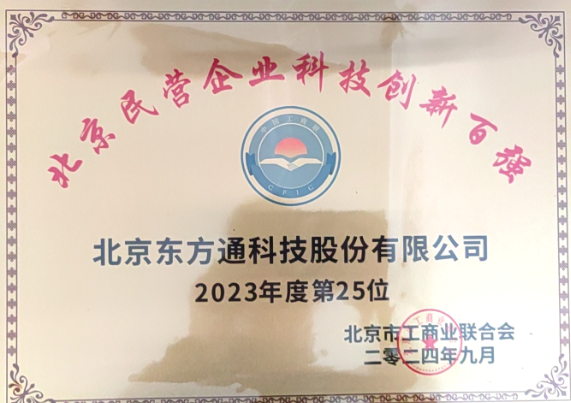 北京民营企业科技创新百强
北京东方通科技股份有限公司
2023年度第25位
北京市工商业联合会
二零二四年九月